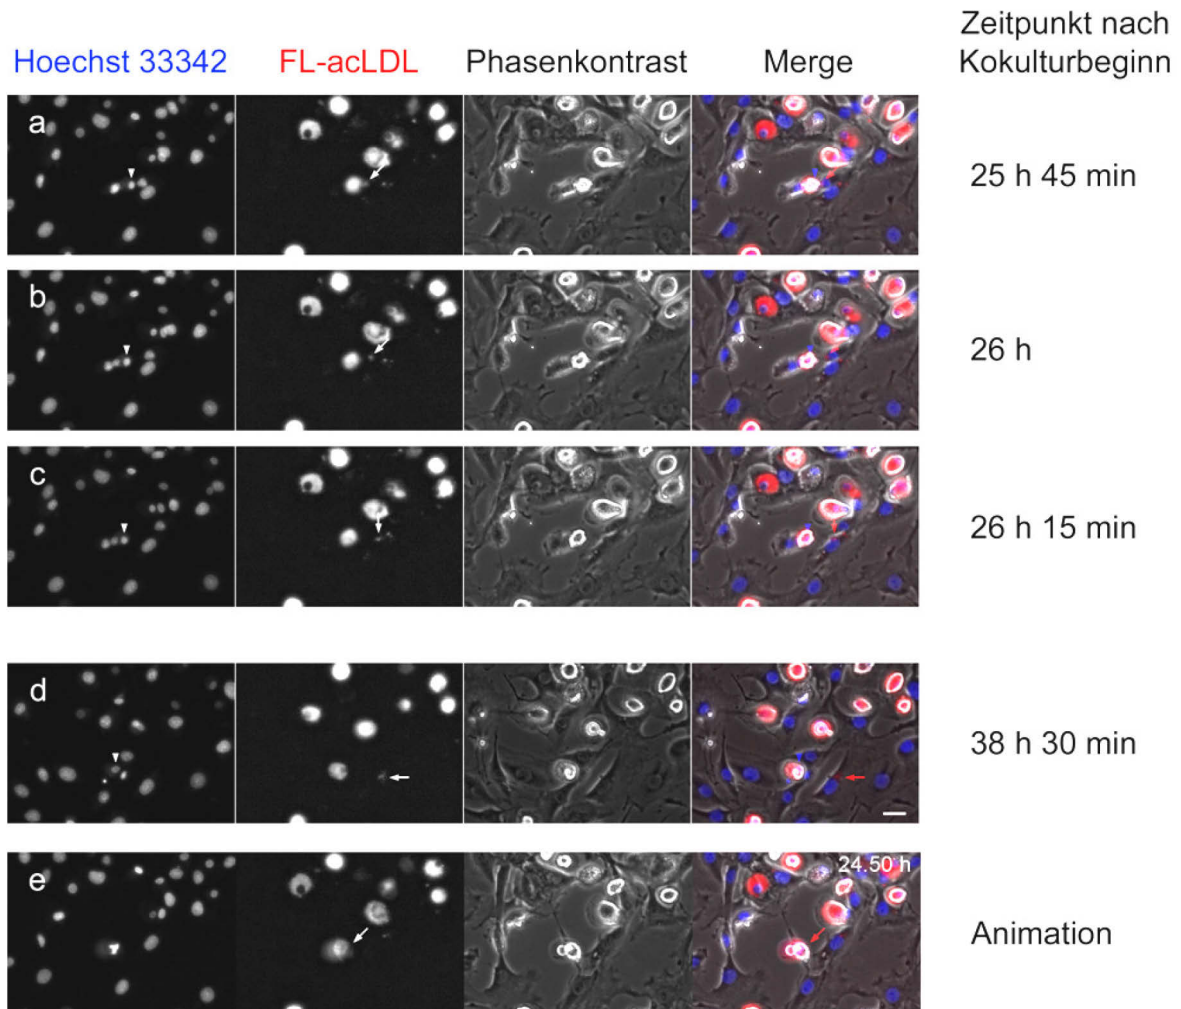 Zeitpunkt nach
Hoechst 33342 FL-acLDL Phasenkontrast Merge Kokulturbeginn
a 25 h 45 min
b 26 h
c 26 h 15 min
d 38 h 30 min
24.50 h
e Animation